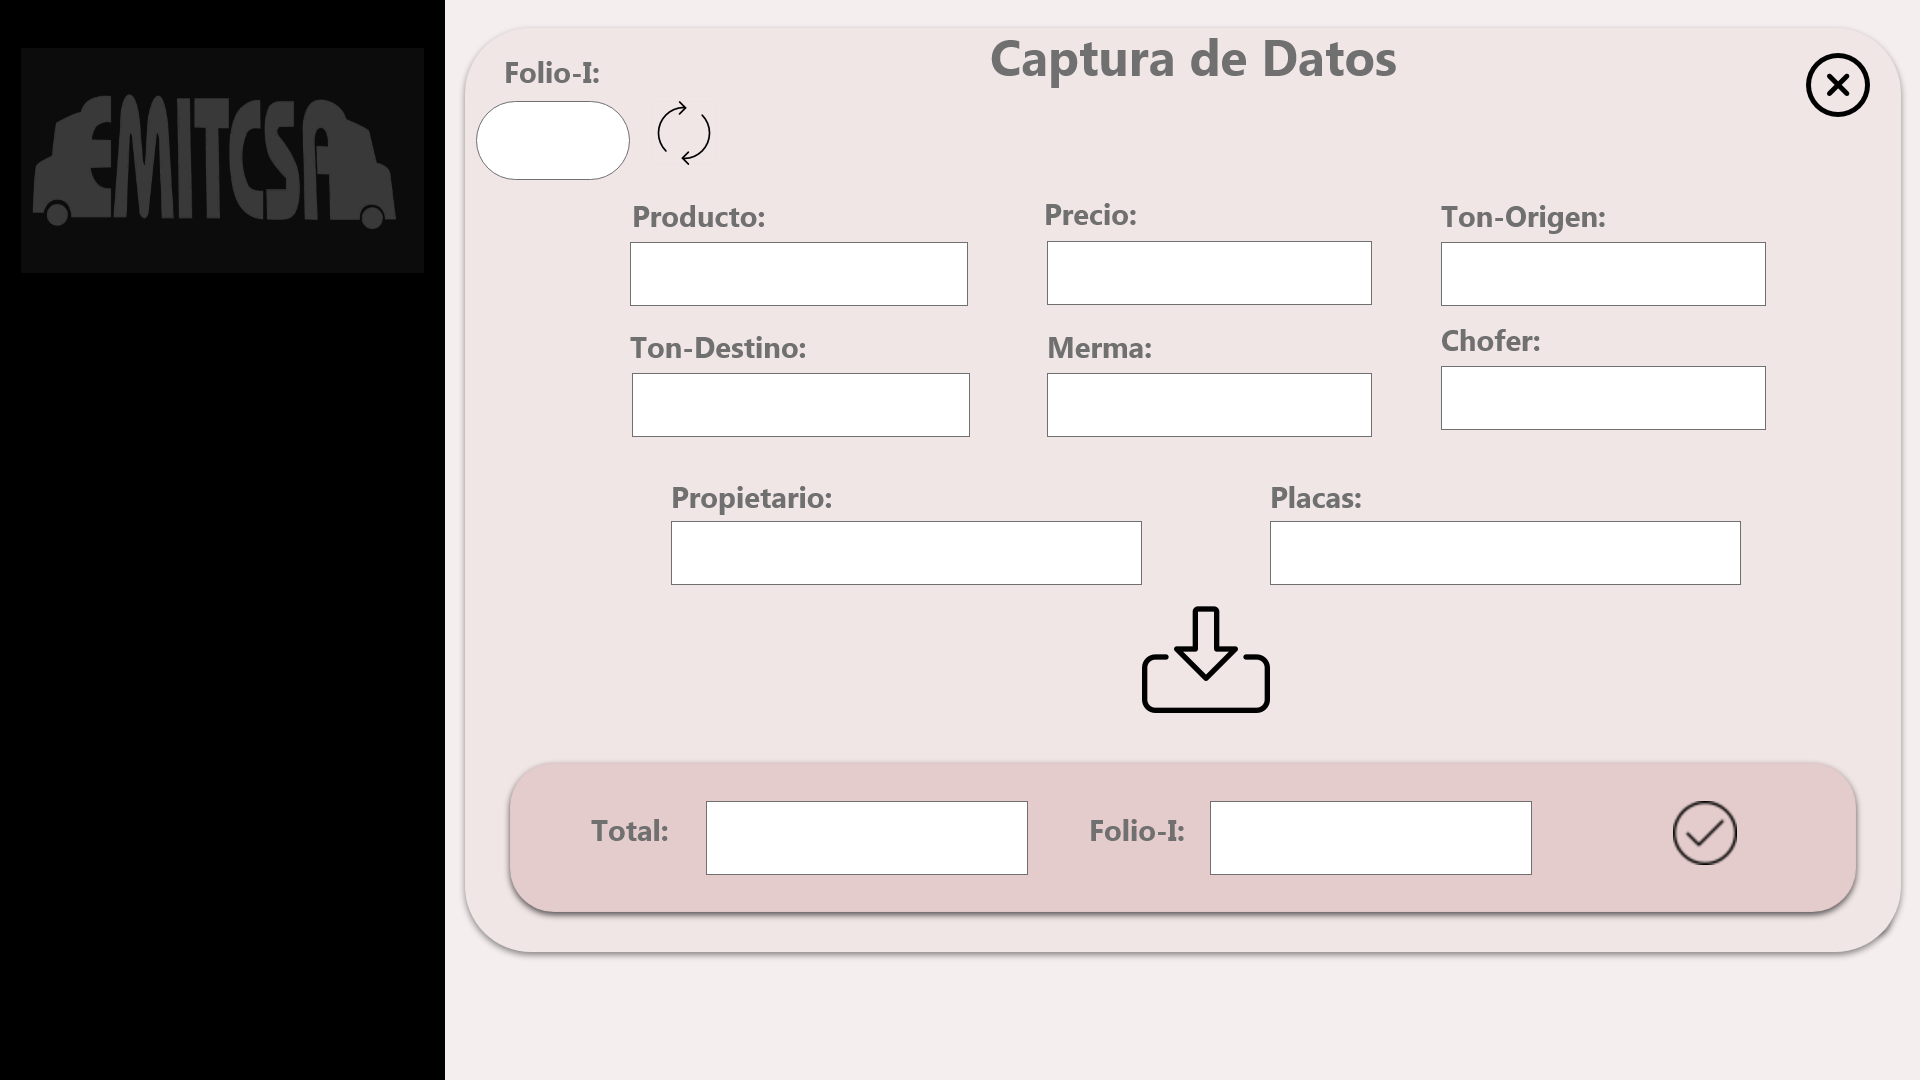 EMITCSA
Captura de Datos
Folio-I:
Producto:
Precio:
Ton-Origen:
Ton-Destino:
Merma:
Chofer:
Propietario:
Placas:
Total:
Folio-I: